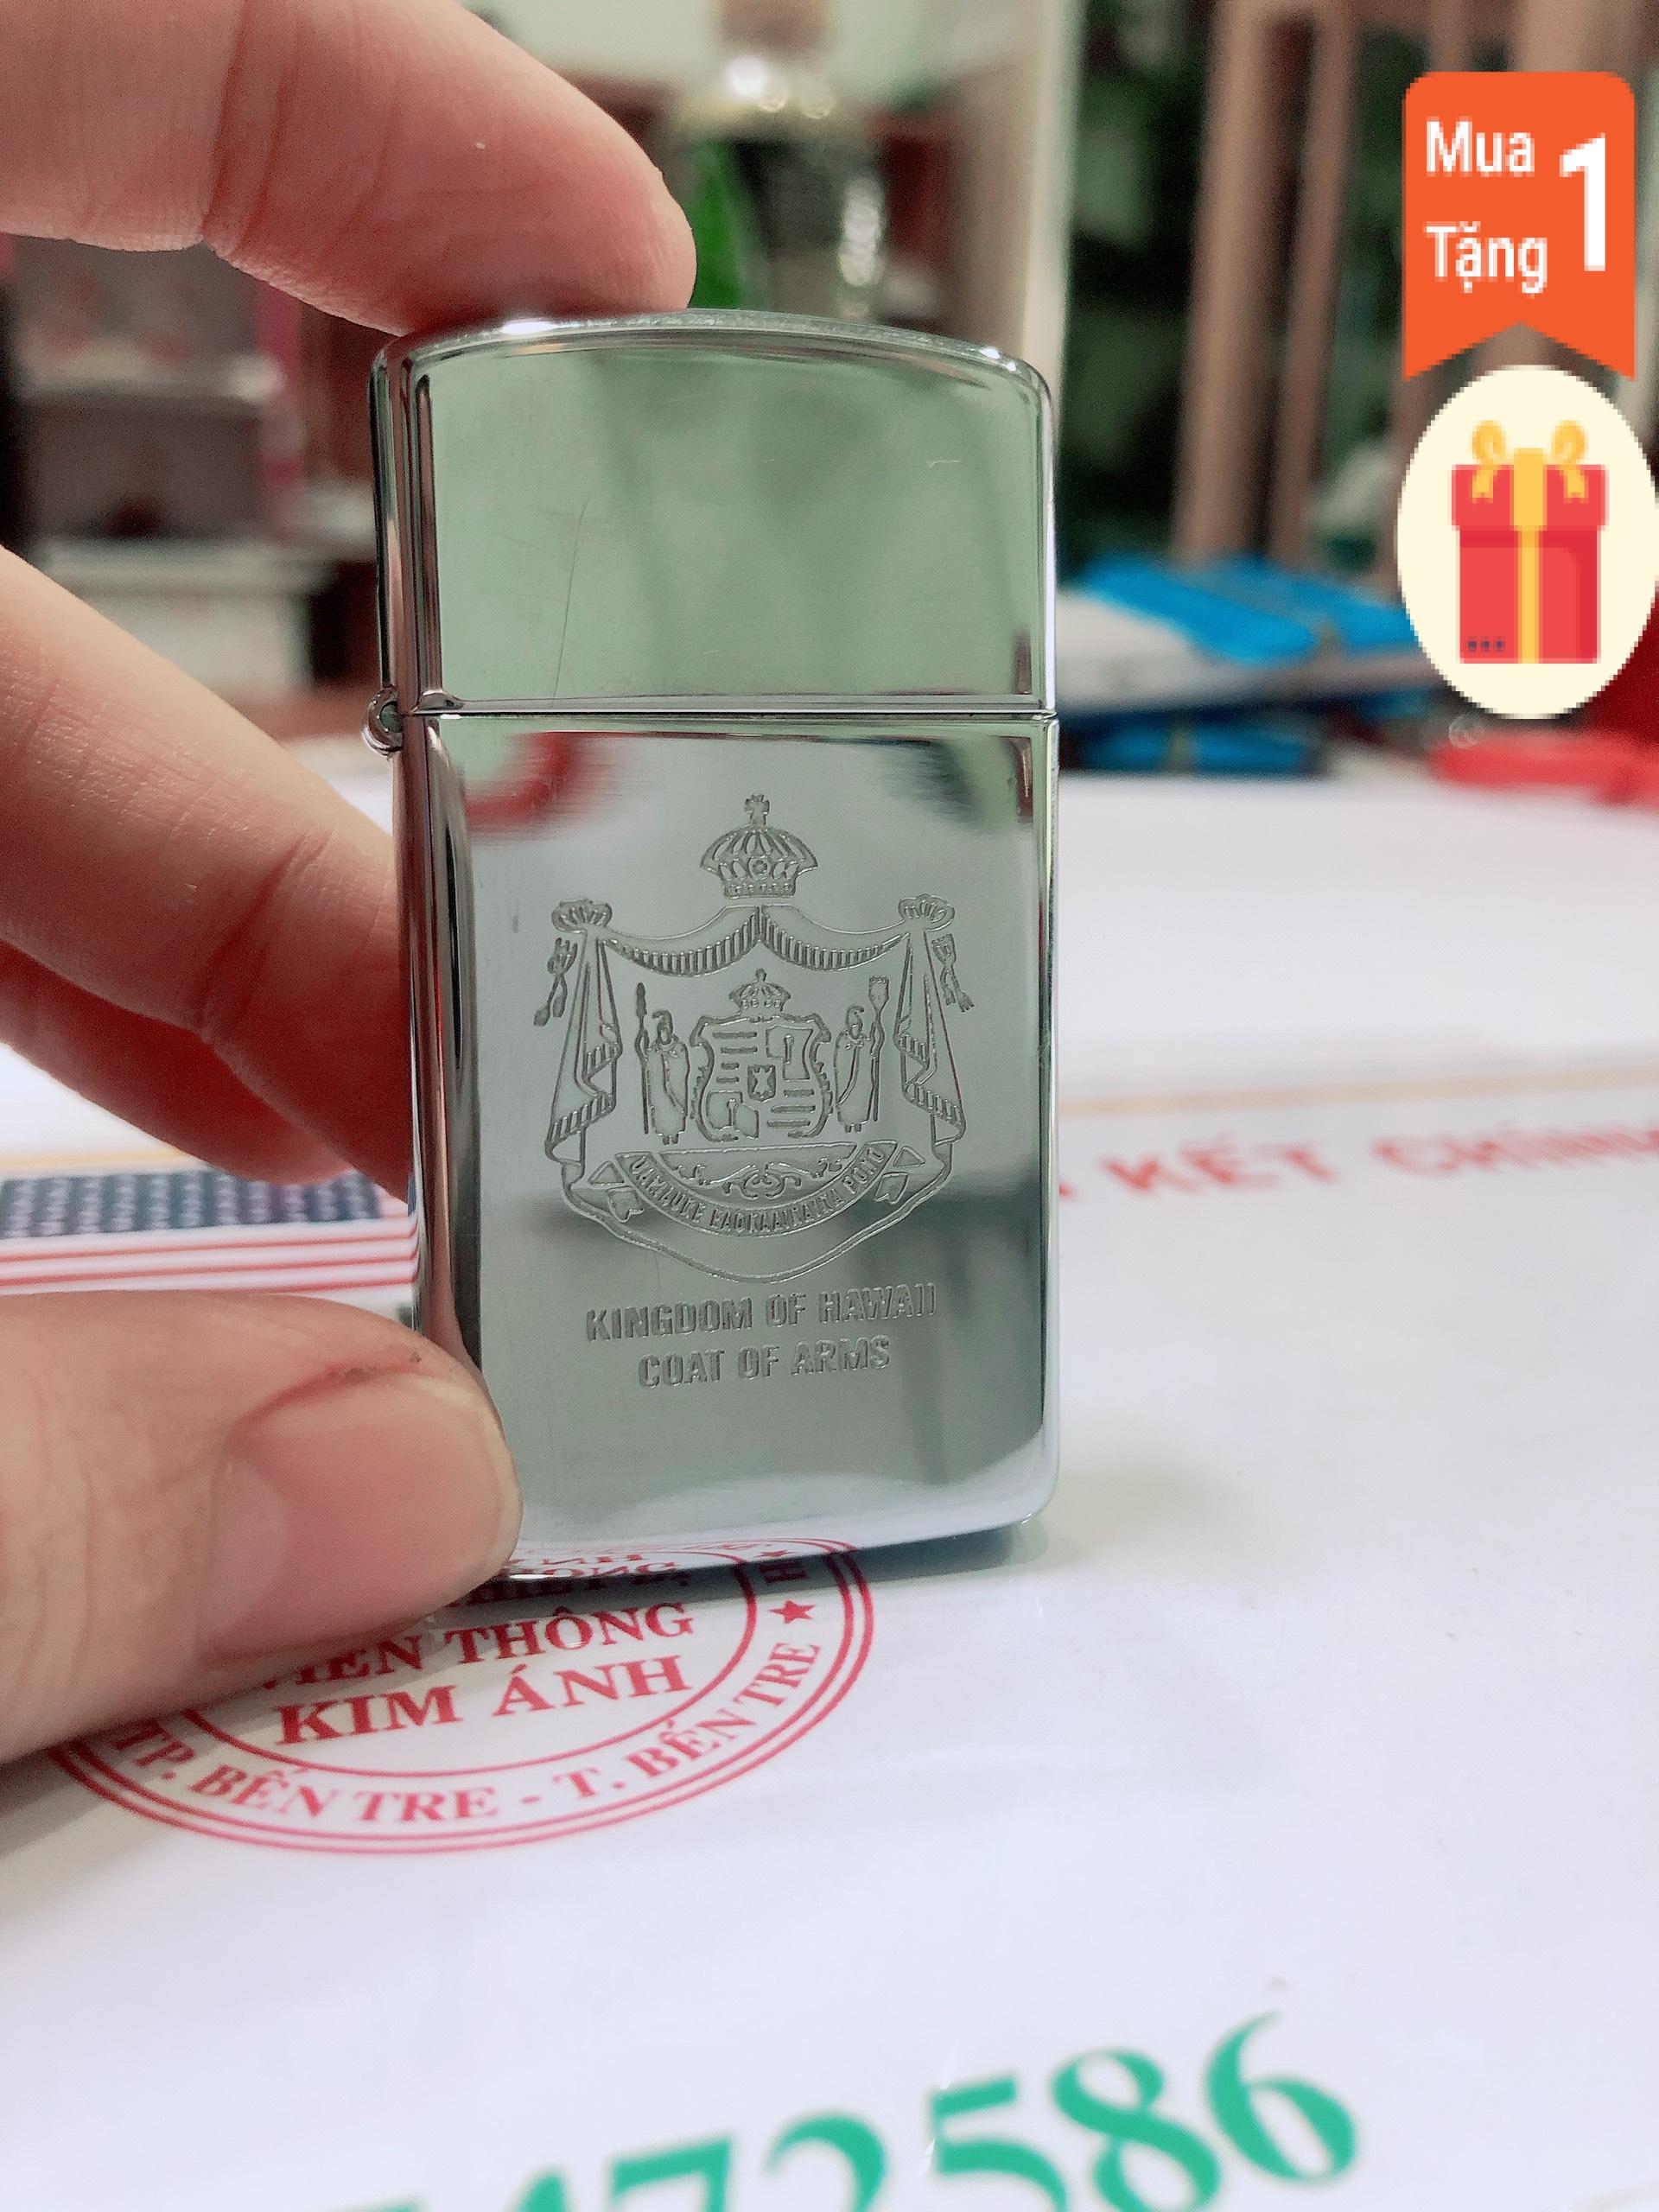 Mua 1
Tặng
KINGDOM OF HAWAII
COAT OF ARMS
KẾT CHÍNH
THÔNG
KIM ÁNH
TP. BẾN TRE - T. BẾN TRE
472586